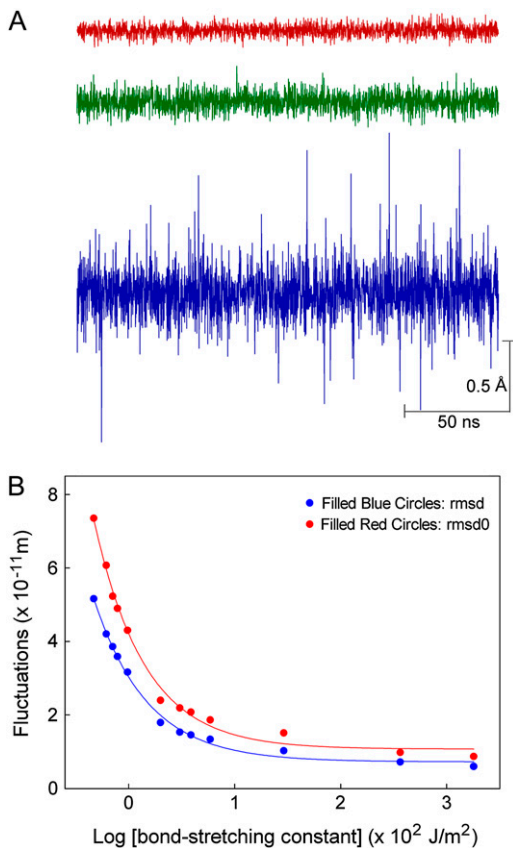 A
0.5 Å
50 ns
B
Filled Blue Circles: rmsd
Filled Red Circles: rmsd0
Fluctuations (x 10⁻¹¹m)
8
6
4
2
0
0 1 2 3
Log [bond-stretching constant] (x 10² J/m²)